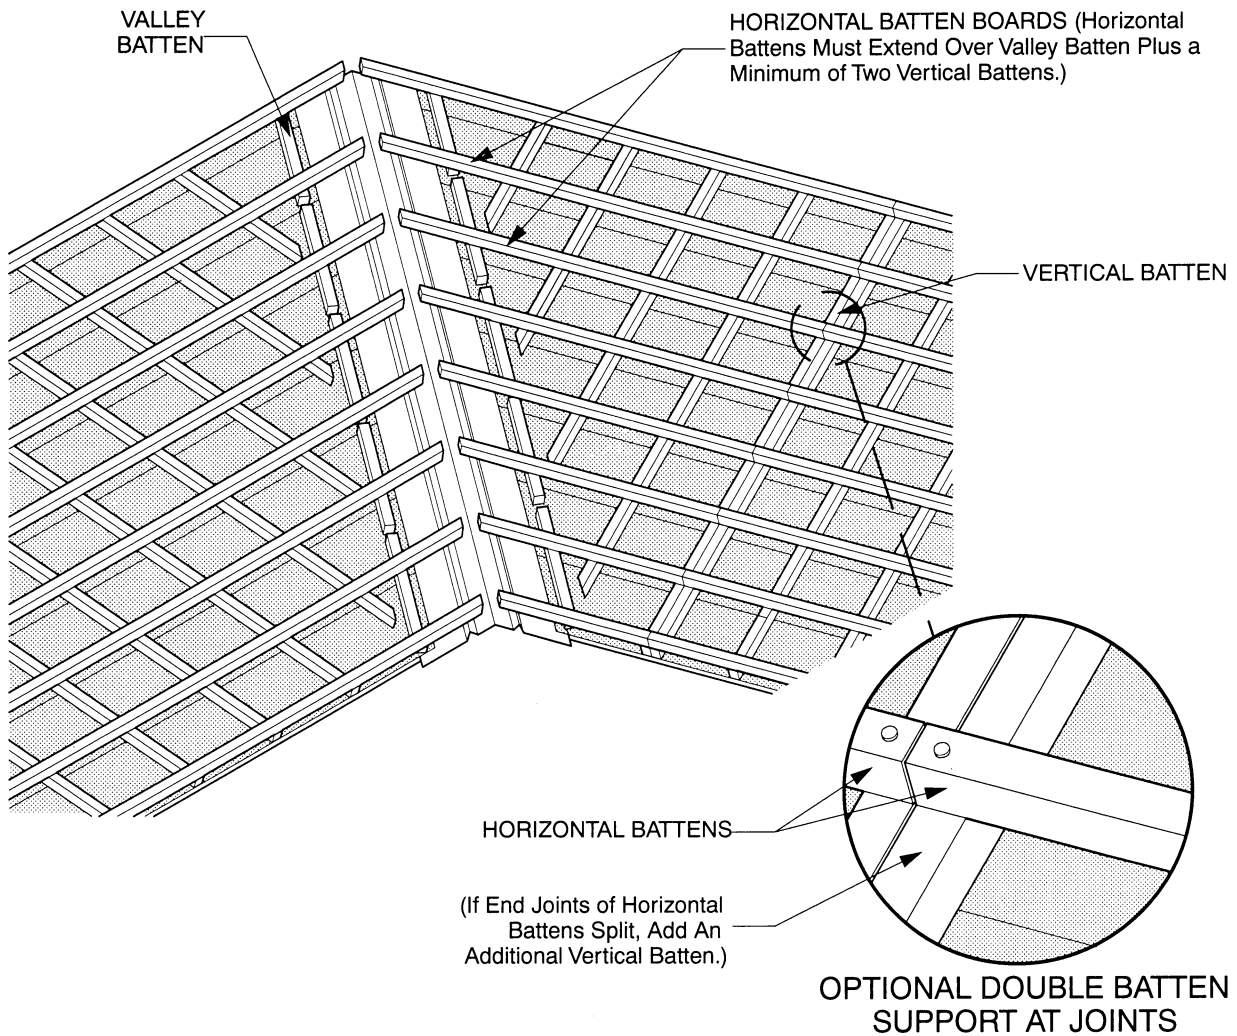 VALLEY
BATTEN
HORIZONTAL BATTEN BOARDS (Horizontal
Battens Must Extend Over Valley Batten Plus a
Minimum of Two Vertical Battens.)
VERTICAL BATTEN
HORIZONTAL BATTENS
(If End Joints of Horizontal
Battens Split, Add An
Additional Vertical Batten.)
OPTIONAL DOUBLE BATTEN
SUPPORT AT JOINTS